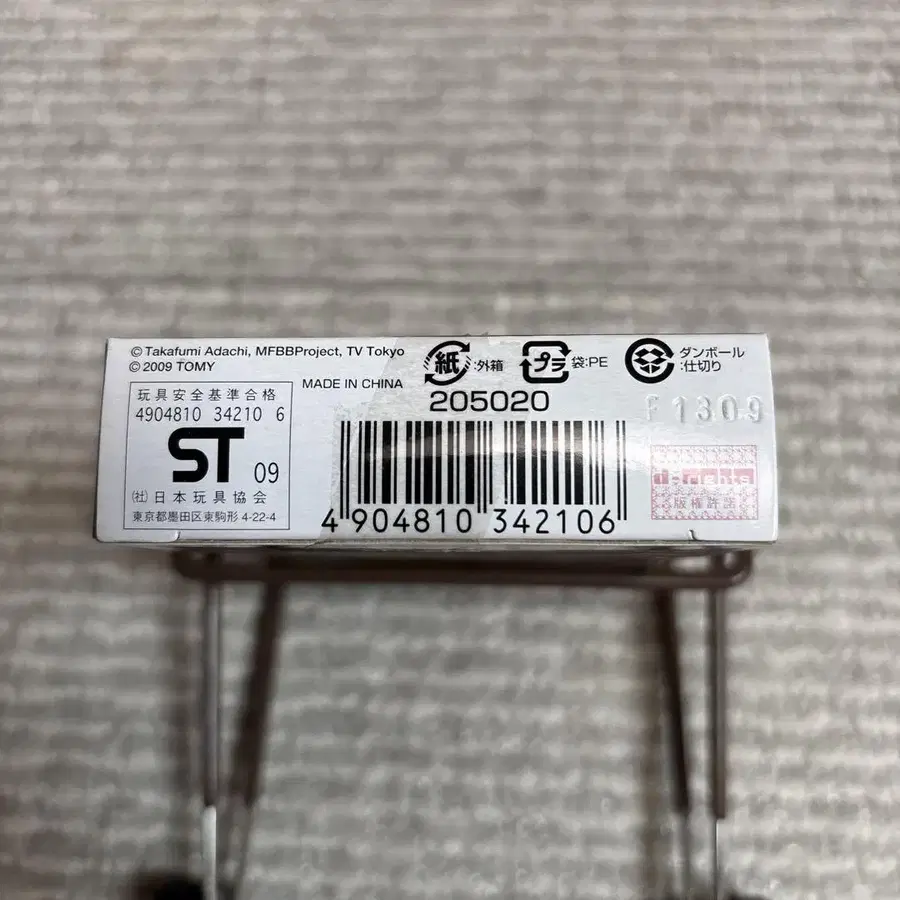 © Takafumi Adachi, MFBBProject, TV Tokyo
© 2009 TOMY
MADE IN CHINA
紙 :外箱
プラ 袋:PE
ダンボール
:仕切り
205020
F1309
玩具安全基準合格
4904810 34210 6
ST 09
(社)日本玩具協会
東京都墨田区東駒形4-22-4
4 904810 342106
d-rights
版権許諾